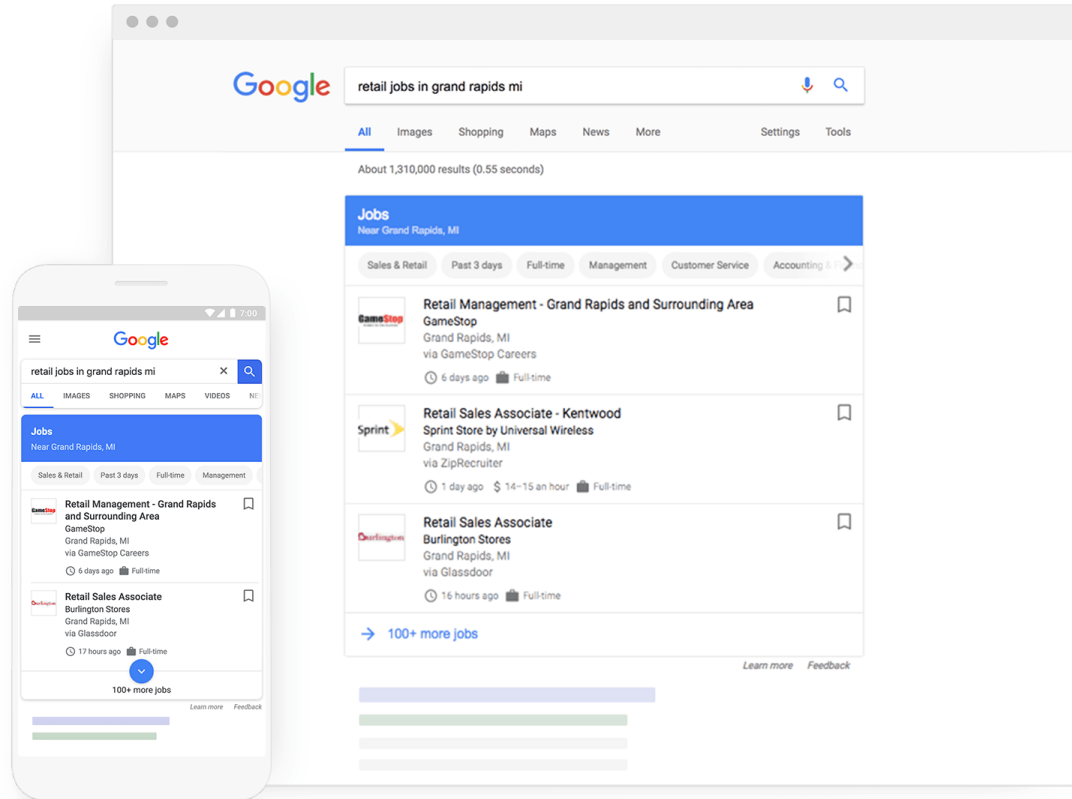 Google
retail jobs in grand rapids mi
All Images Shopping Maps News More Settings Tools
About 1,310,000 results (0.55 seconds)
Jobs
Near Grand Rapids, MI
Sales & Retail Past 3 days Full-time Management Customer Service Accounting &
GameStop
Retail Management - Grand Rapids and Surrounding Area
GameStop
Grand Rapids, MI
via GameStop Careers
6 days ago Full-time
Sprint
Retail Sales Associate - Kentwood
Sprint Store by Universal Wireless
Grand Rapids, MI
via ZipRecruiter
1 day ago $ 14–15 an hour Full-time
Burlington
Retail Sales Associate
Burlington Stores
Grand Rapids, MI
via Glassdoor
16 hours ago Full-time
100+ more jobs
Learn more Feedback
7:00
Google
retail jobs in grand rapids mi
ALL IMAGES SHOPPING MAPS VIDEOS NE
Jobs
Near Grand Rapids, MI
Sales & Retail Past 3 days Full-time Management
GameStop
Retail Management - Grand Rapids
and Surrounding Area
GameStop
Grand Rapids, MI
via GameStop Careers
6 days ago Full-time
Burlington
Retail Sales Associate
Burlington Stores
Grand Rapids, MI
via Glassdoor
17 hours ago Full-time
100+ more jobs
Learn more Feedback